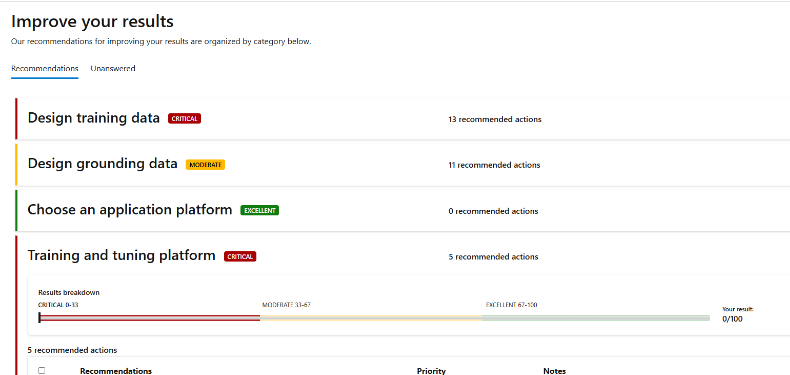 Improve your results
Our recommendations for improving your results are organized by category below.
Recommendations Unanswered
Design training data CRITICAL 13 recommended actions
Design grounding data MODERATE 11 recommended actions
Choose an application platform EXCELLENT 0 recommended actions
Training and tuning platform CRITICAL 5 recommended actions
Results breakdown
CRITICAL 0-33 MODERATE 33-67 EXCELLENT 67-100
Your result:
0/100
5 recommended actions
Recommendations Priority Notes